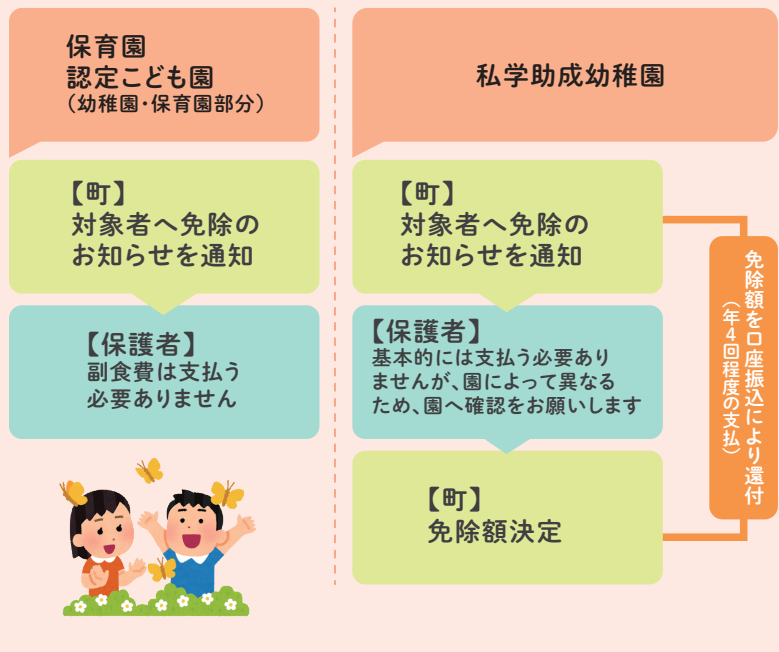 保育園
認定こども園
（幼稚園・保育園部分）
【町】
対象者へ免除の
お知らせを通知
【保護者】
副食費は支払う
必要ありません
私学助成幼稚園
【町】
対象者へ免除の
お知らせを通知
【保護者】
基本的には支払う必要あり
ませんが、園によって異なる
ため、園へ確認をお願いします
【町】
免除額決定
免除額を口座振込により還付
（年4回程度の支払）